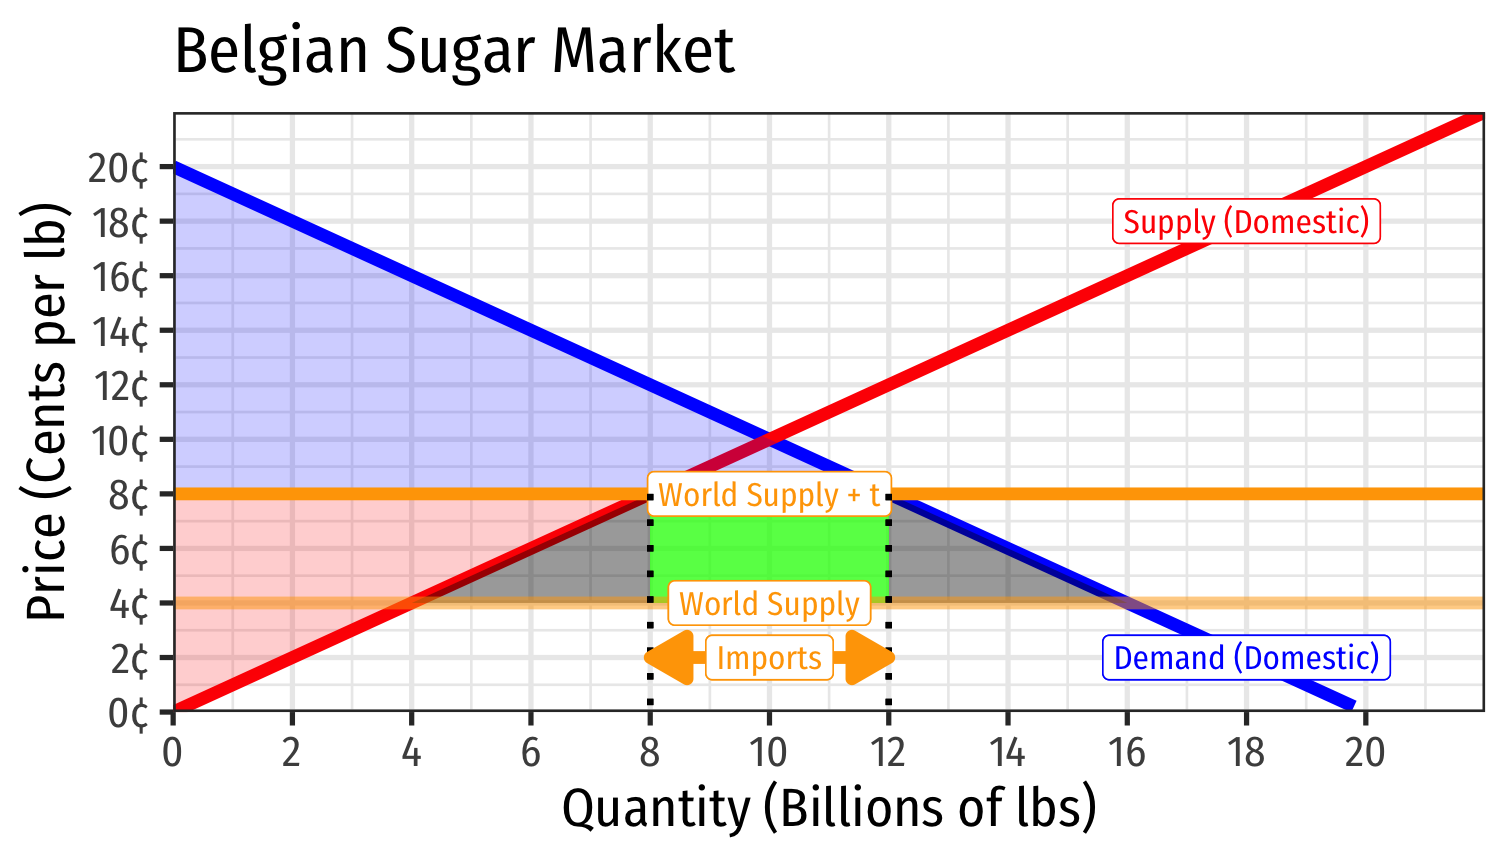 Belgian Sugar Market
Price (Cents per lb)
20¢
18¢
16¢
14¢
12¢
10¢
8¢
6¢
4¢
2¢
0¢
Supply (Domestic)
World Supply + t
World Supply
Imports
Demand (Domestic)
0 2 4 6 8 10 12 14 16 18 20
Quantity (Billions of lbs)